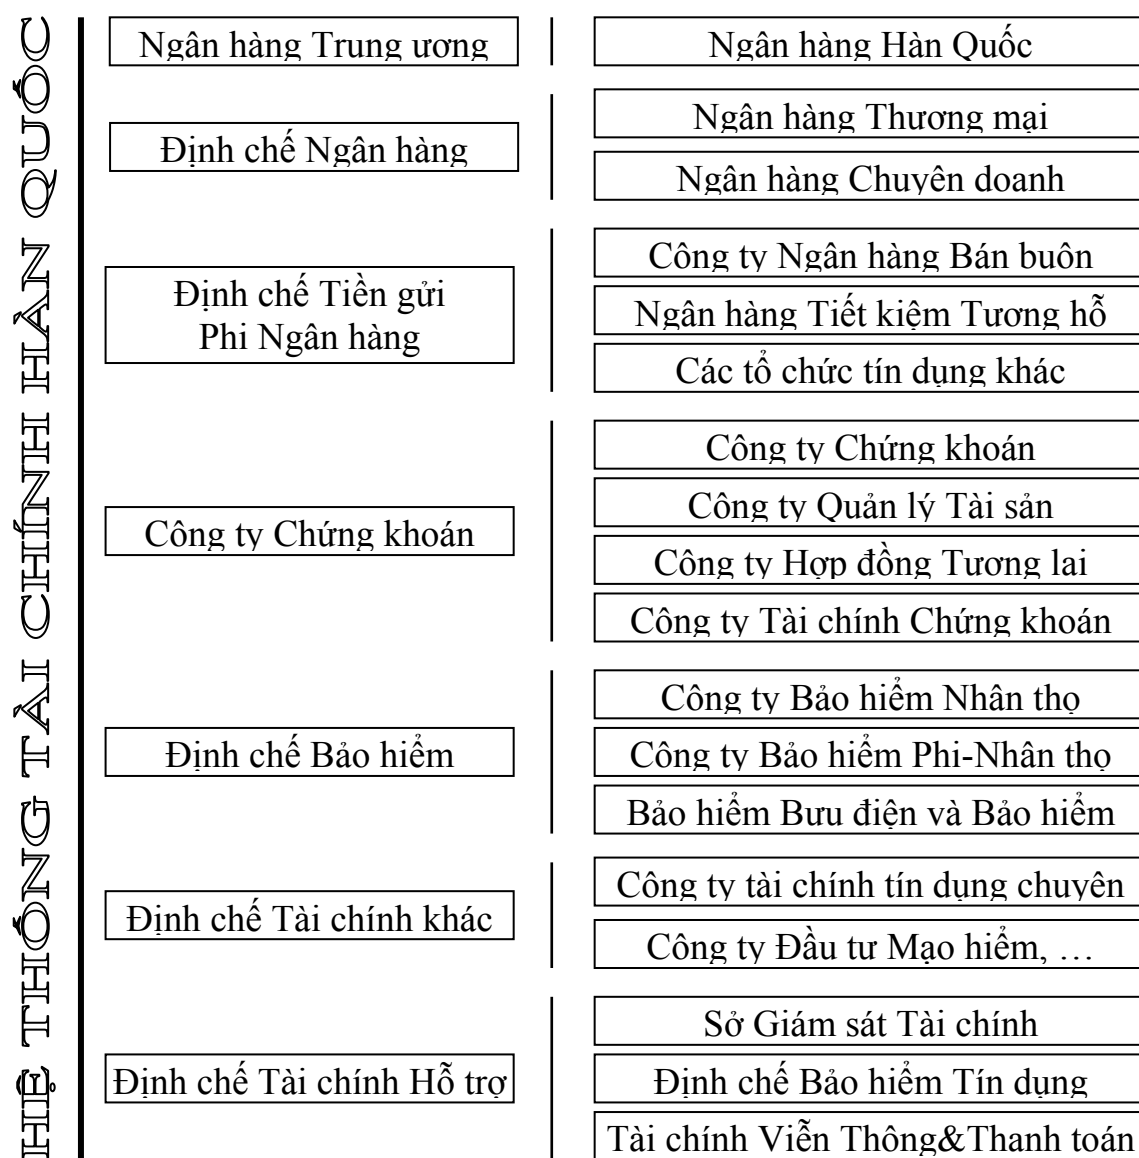 HỆ THỐNG TÀI CHÍNH HÀN QUỐC
Ngân hàng Trung ương
Ngân hàng Hàn Quốc
Định chế Ngân hàng
Ngân hàng Thương mại
Ngân hàng Chuyên doanh
Định chế Tiền gửi
Phi Ngân hàng
Công ty Ngân hàng Bán buôn
Ngân hàng Tiết kiệm Tương hỗ
Các tổ chức tín dụng khác
Công ty Chứng khoán
Công ty Chứng khoán
Công ty Quản lý Tài sản
Công ty Hợp đồng Tương lai
Công ty Tài chính Chứng khoán
Định chế Bảo hiểm
Công ty Bảo hiểm Nhân thọ
Công ty Bảo hiểm Phi-Nhân thọ
Bảo hiểm Bưu điện và Bảo hiểm
Định chế Tài chính khác
Công ty tài chính tín dụng chuyên
Công ty Đầu tư Mạo hiểm, …
Định chế Tài chính Hỗ trợ
Sở Giám sát Tài chính
Định chế Bảo hiểm Tín dụng
Tài chính Viễn Thông&Thanh toán